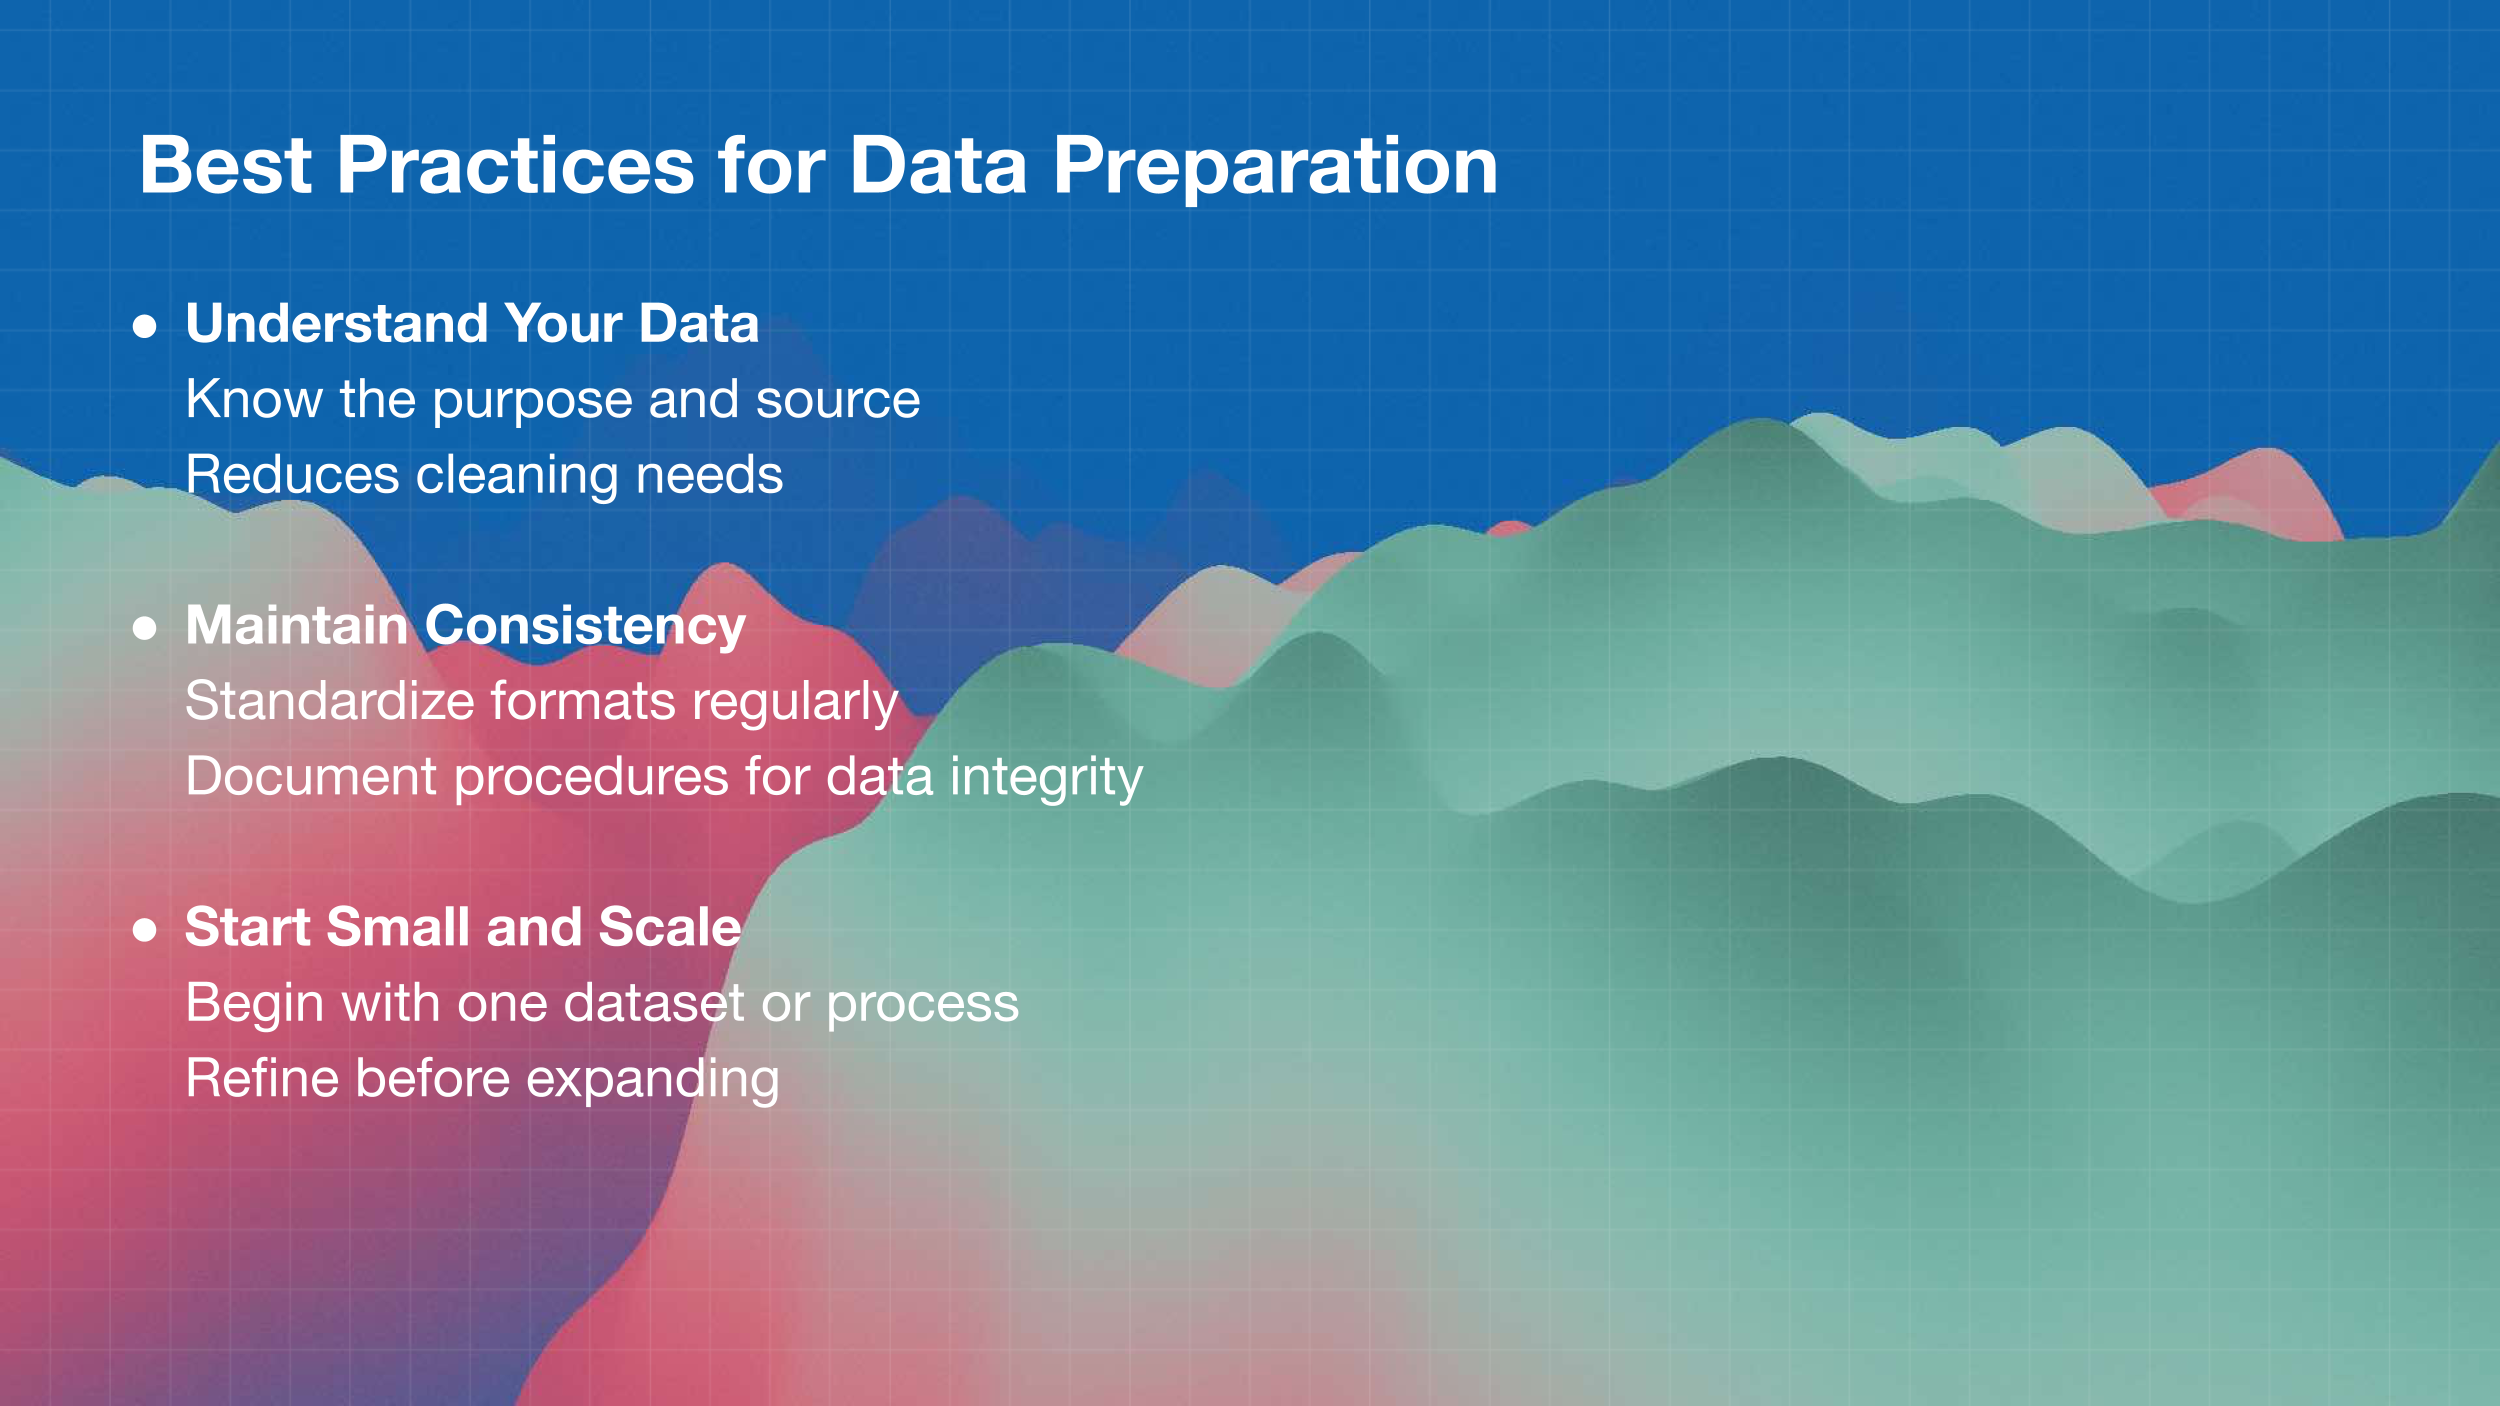 Best Practices for Data Preparation
● Understand Your Data
Know the purpose and source
Reduces cleaning needs
● Maintain Consistency
Standardize formats regularly
Document procedures for data integrity
● Start Small and Scale
Begin with one dataset or process
Refine before expanding